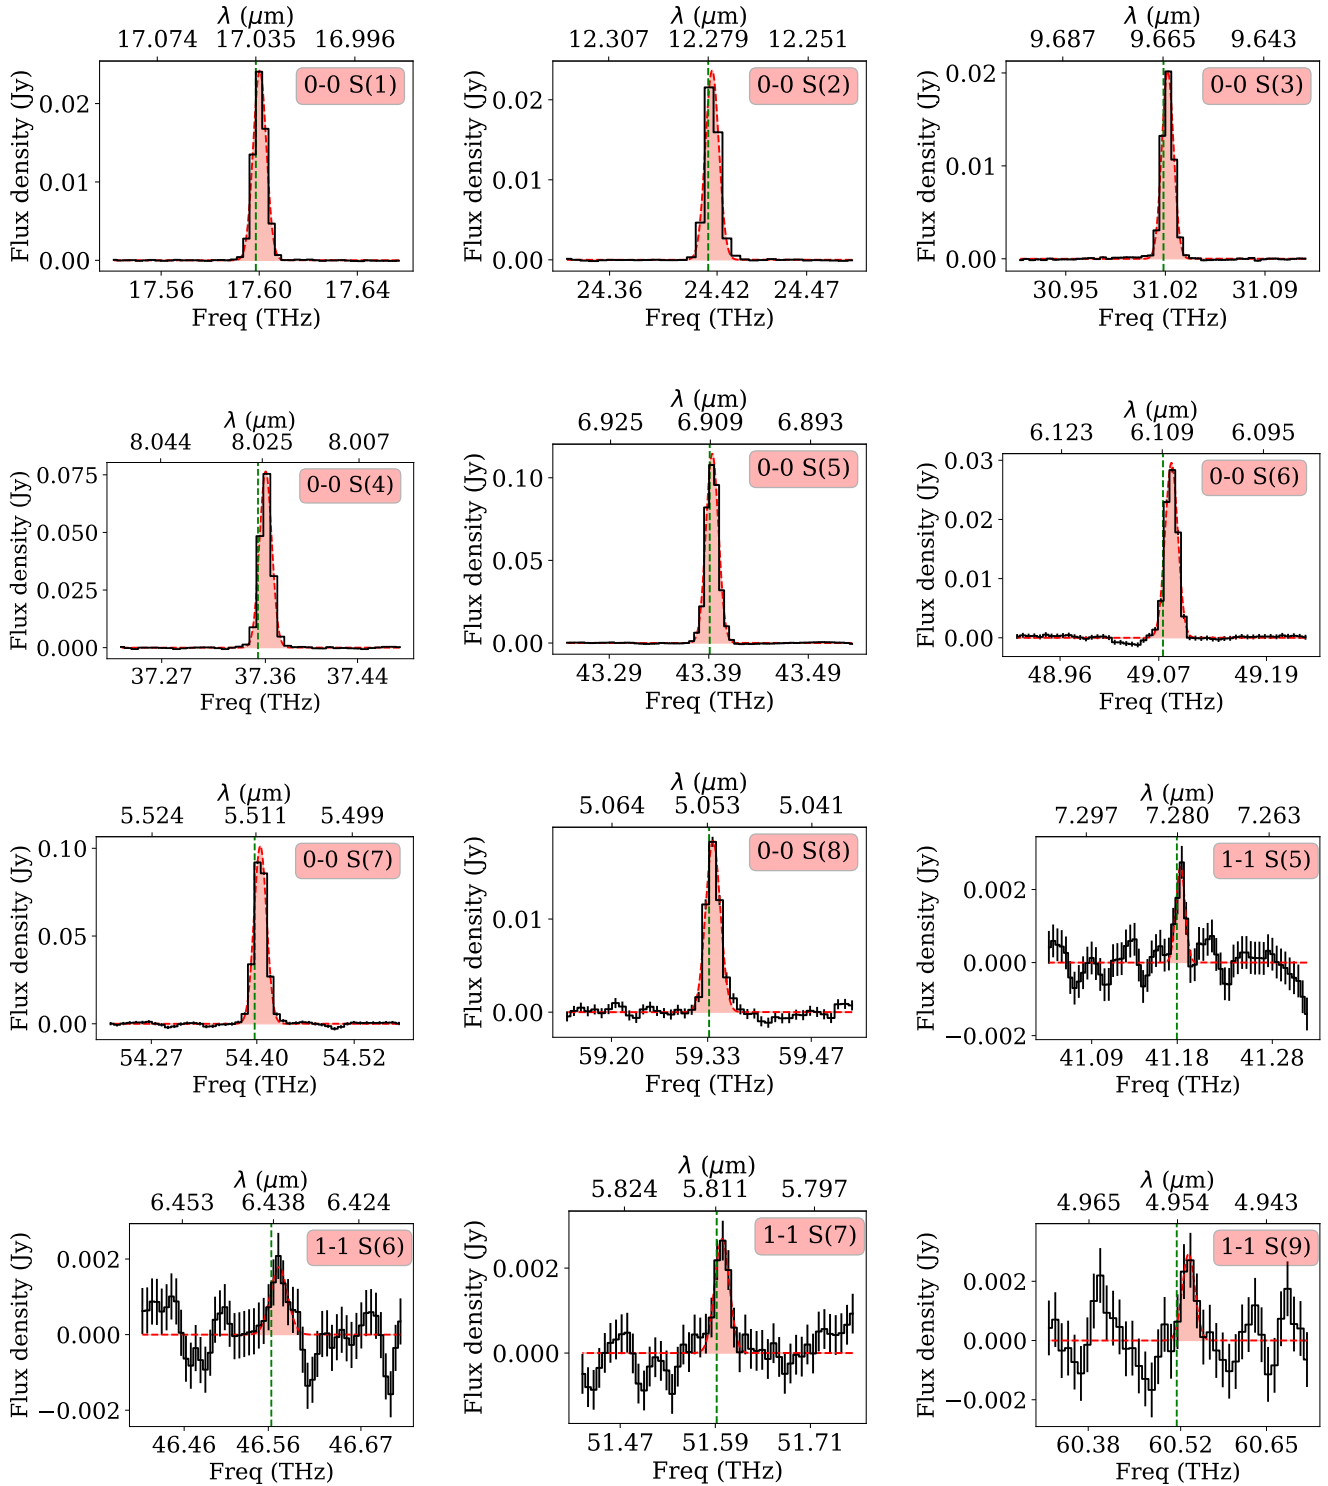 λ (μm)
17.074 17.035 16.996
0-0 S(1)
Flux density (Jy)
0.02
0.01
0.00
17.56 17.60 17.64
Freq (THz)
λ (μm)
12.307 12.279 12.251
0-0 S(2)
Flux density (Jy)
0.02
0.01
0.00
24.36 24.42 24.47
Freq (THz)
λ (μm)
9.687 9.665 9.643
0-0 S(3)
Flux density (Jy)
0.02
0.01
0.00
30.95 31.02 31.09
Freq (THz)
λ (μm)
8.044 8.025 8.007
0-0 S(4)
Flux density (Jy)
0.075
0.050
0.025
0.000
37.27 37.36 37.44
Freq (THz)
λ (μm)
6.925 6.909 6.893
0-0 S(5)
Flux density (Jy)
0.10
0.05
0.00
43.29 43.39 43.49
Freq (THz)
λ (μm)
6.123 6.109 6.095
0-0 S(6)
Flux density (Jy)
0.03
0.02
0.01
0.00
48.96 49.07 49.19
Freq (THz)
λ (μm)
5.524 5.511 5.499
0-0 S(7)
Flux density (Jy)
0.10
0.05
0.00
54.27 54.40 54.52
Freq (THz)
λ (μm)
5.064 5.053 5.041
0-0 S(8)
Flux density (Jy)
0.01
0.00
59.20 59.33 59.47
Freq (THz)
λ (μm)
7.297 7.280 7.263
1-1 S(5)
Flux density (Jy)
0.002
0.000
−0.002
41.09 41.18 41.28
Freq (THz)
λ (μm)
6.453 6.438 6.424
1-1 S(6)
Flux density (Jy)
0.002
0.000
−0.002
46.46 46.56 46.67
Freq (THz)
λ (μm)
5.824 5.811 5.797
1-1 S(7)
Flux density (Jy)
0.002
0.000
51.47 51.59 51.71
Freq (THz)
λ (μm)
4.965 4.954 4.943
1-1 S(9)
Flux density (Jy)
0.002
0.000
−0.002
60.38 60.52 60.65
Freq (THz)